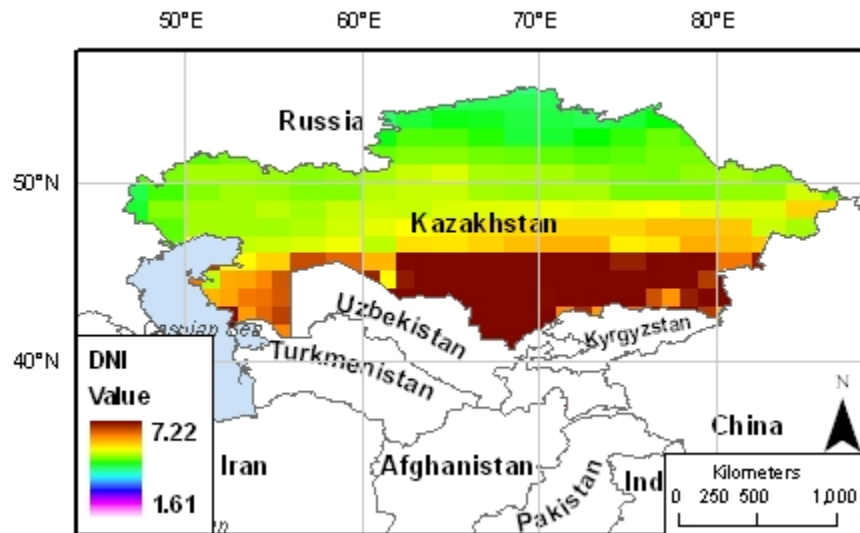 50°E 60°E 70°E 80°E
Russia
50°N
Kazakhstan
Uzbekistan
Caspian Sea
Kyrgyzstan
Turkmenistan
40°N
DNI
Value
7.22
1.61
N
China
Iran
Afghanistan
Pakistan
Ind
Kilometers
0 250 500 1,000